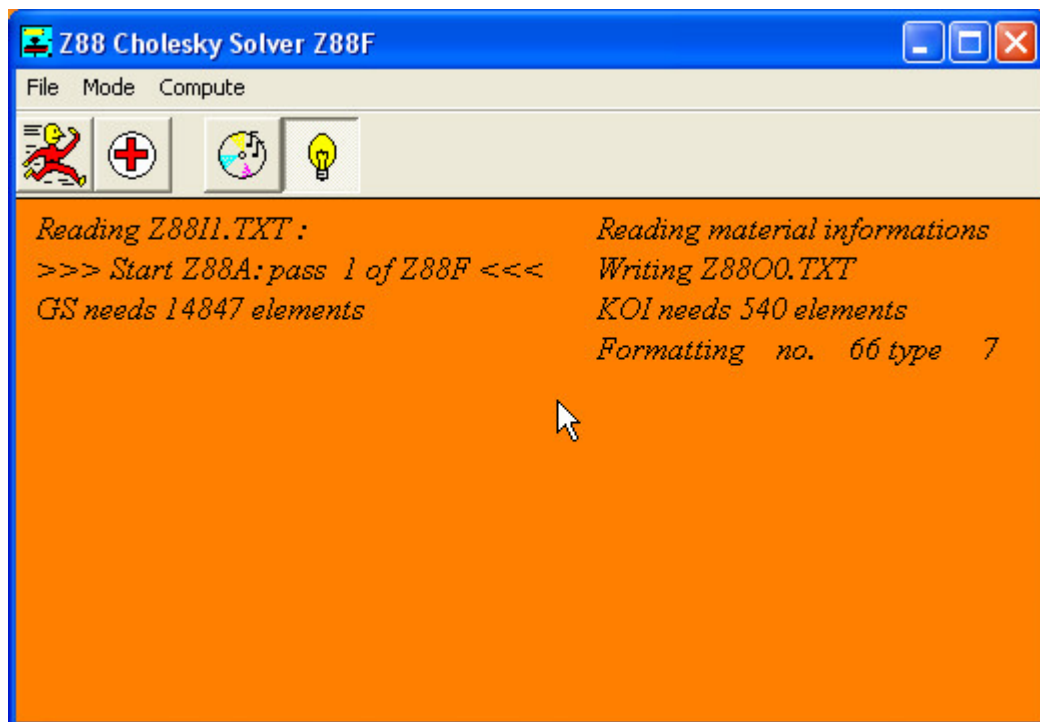 Z88 Cholesky Solver Z88F
File Mode Compute
Reading Z88I1.TXT :
Reading material informations
>>> Start Z88A: pass 1 of Z88F <<<
Writing Z88O0.TXT
GS needs 14847 elements
KOI needs 540 elements
Formatting no. 66 type 7